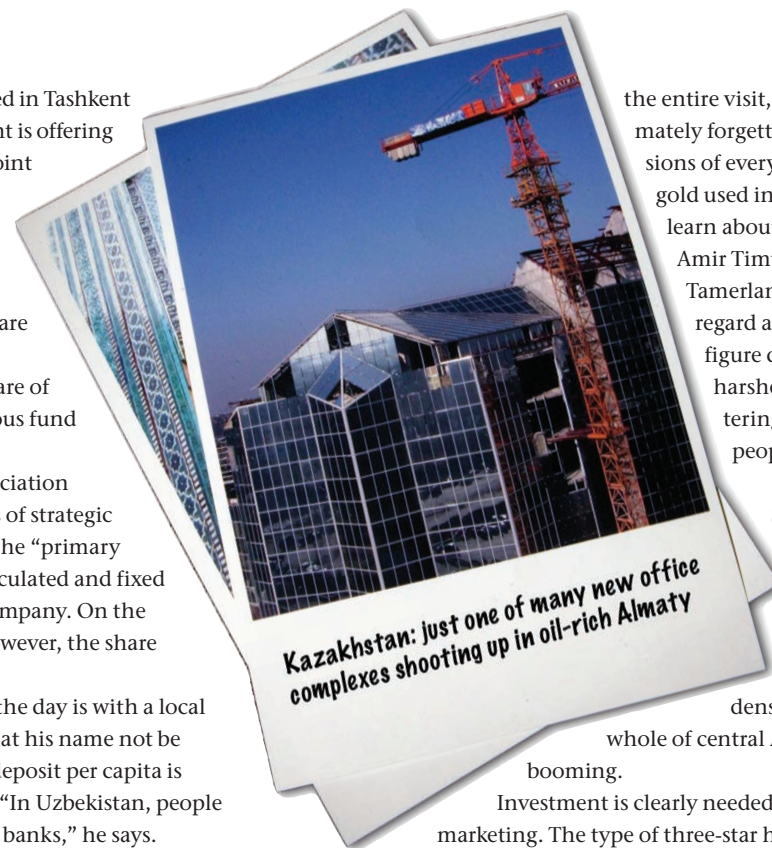 ed in Tashkent
nt is offering
oint
are
are of
ous fund
ciation
s of strategic
he “primary
culated and fixed
mpany. On the
wever, the share
the day is with a local
at his name not be
deposit per capita is
“In Uzbekistan, people
banks,” he says.
Kazakhstan: just one of many new office
complexes shooting up in oil-rich Almaty
the entire visit,
mately forgett
sions of every
gold used in
learn about
Amir Tim
Tamerlan
regard a
figure
harshe
tering
peop
dens
whole of central
booming.
Investment is clearly needed
marketing. The type of three-star h